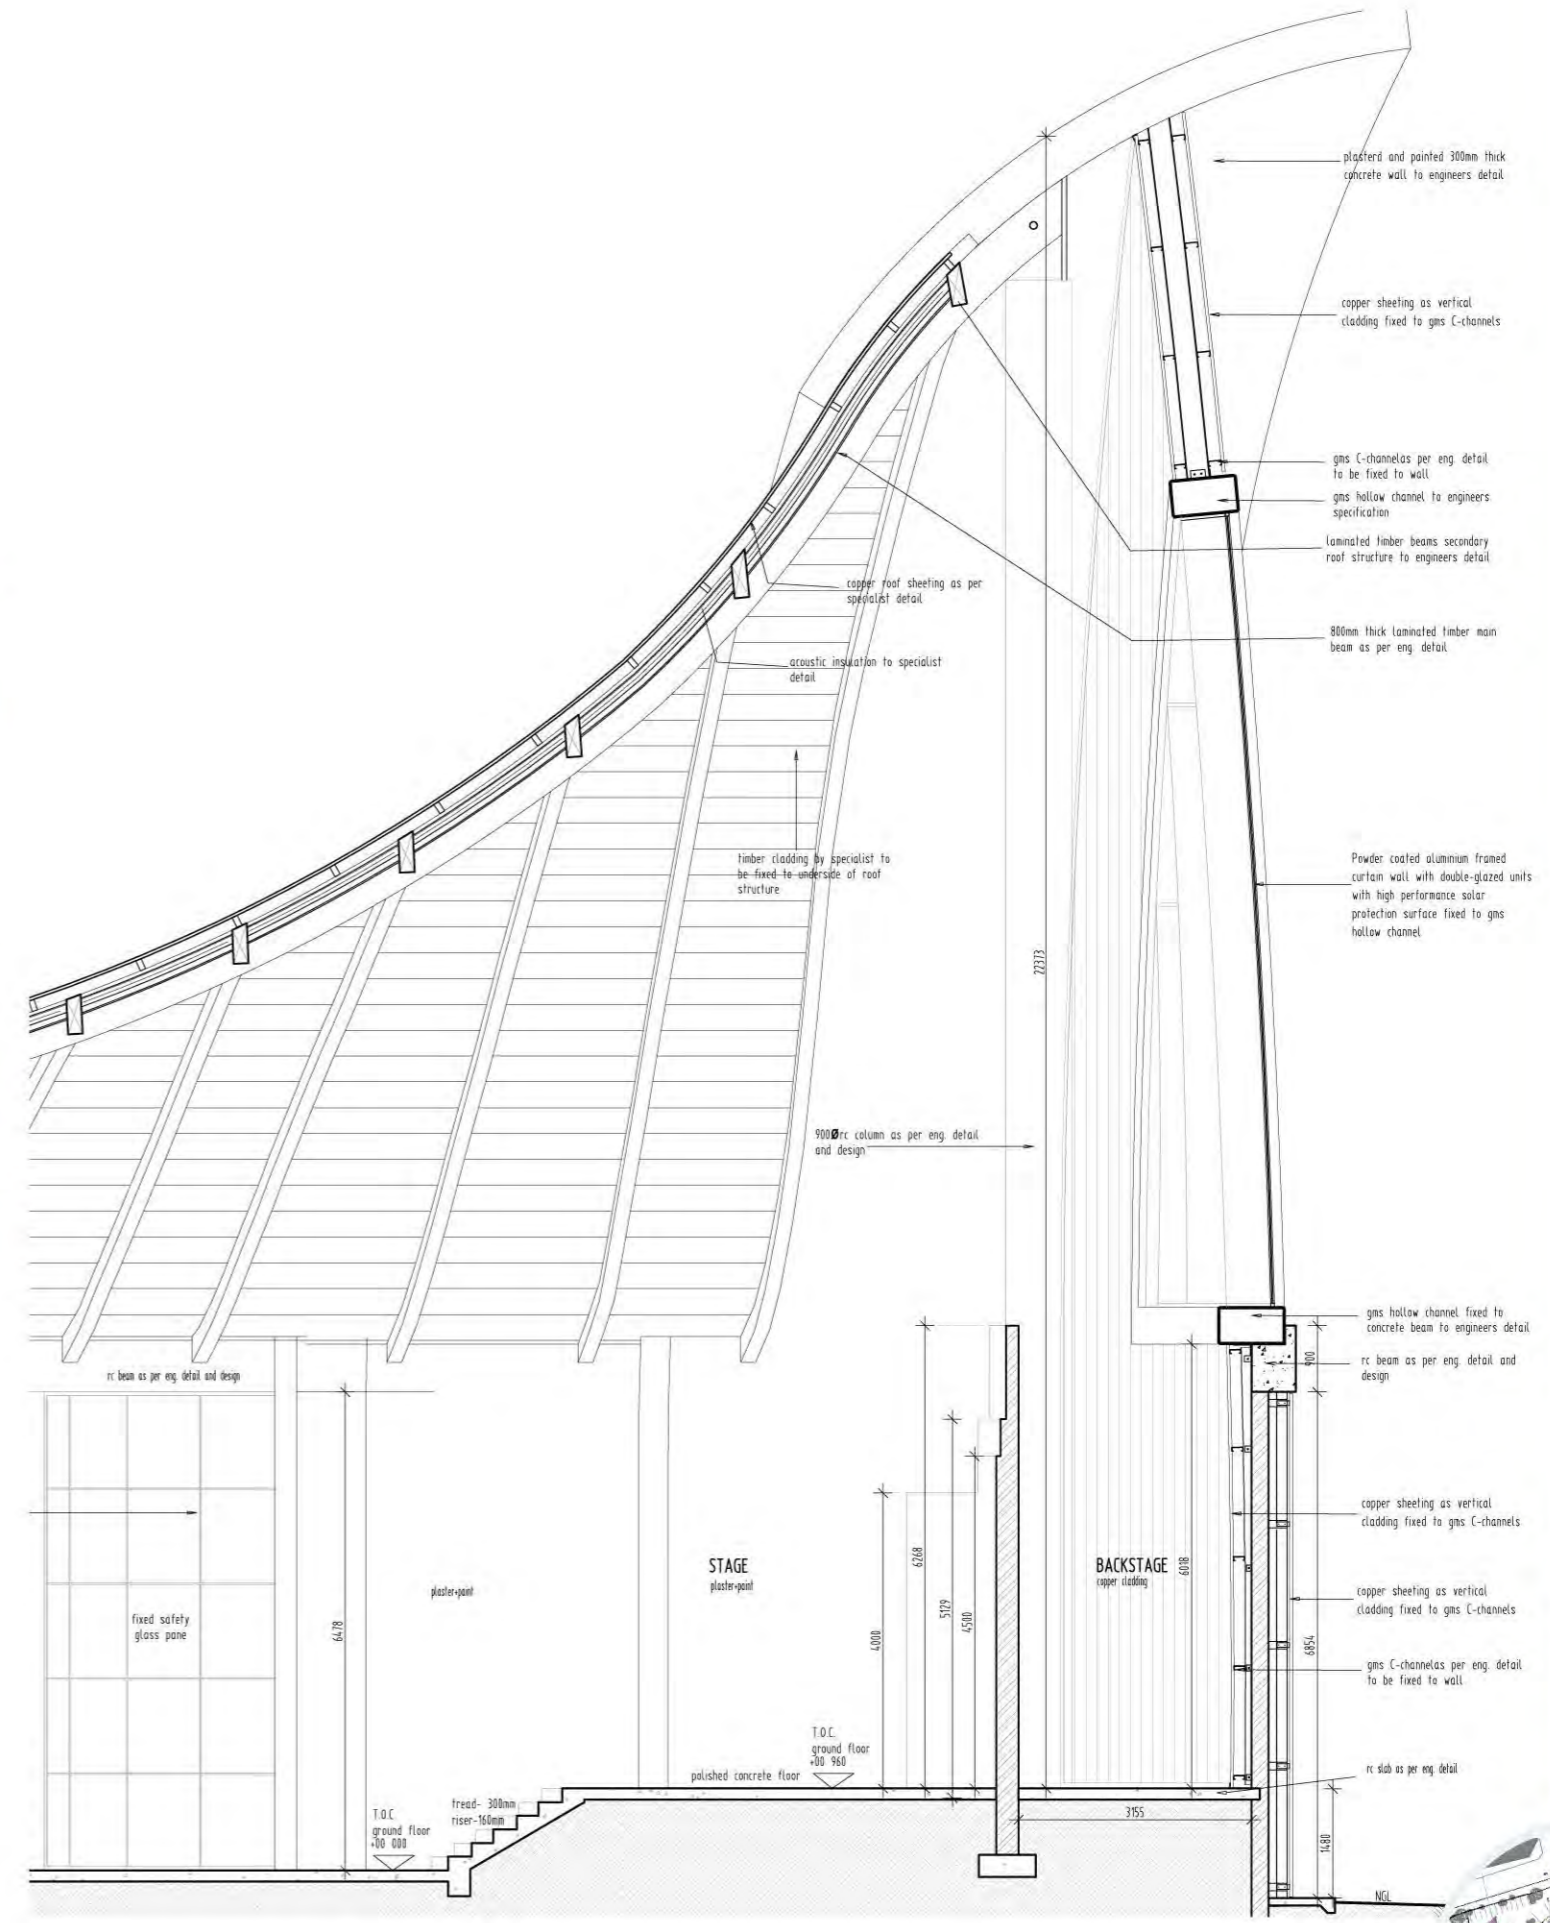 plasterd and painted 300mm thick
concrete wall to engineers detail
copper sheeting as vertical
cladding fixed to gms C-channels
gms C-channelas per eng. detail
to be fixed to wall
gms hollow channel to engineers
specification
laminated timber beams secondary
roof structure to engineers detail
copper roof sheeting as per
specialist detail
800mm thick laminated timber main
beam as per eng. detail
acoustic insulation to specialist
detail
timber cladding by specialist to
be fixed to underside of roof
structure
Powder coated aluminium framed
curtain wall with double-glazed units
with high performance solar
protection surface fixed to gms
hollow channel
22373
900Ørc column as per eng. detail
and design
gms hollow channel fixed to
concrete beam to engineers detail
900
rc beam as per eng. detail and
design
rc beam as per eng. detail and design
copper sheeting as vertical
cladding fixed to gms C-channels
STAGE
plaster+paint
BACKSTAGE
copper cladding
6018
6268
5129
4500
4000
plaster+paint
fixed safety
glass pane
6478
copper sheeting as vertical
cladding fixed to gms C-channels
6854
gms C-channelas per eng. detail
to be fixed to wall
T.O.C.
ground floor
+00 960
polished concrete floor
rc slab as per eng. detail
tread- 300mm
riser-160mm
T.O.C
ground floor
+00 000
3155
1480
NGL